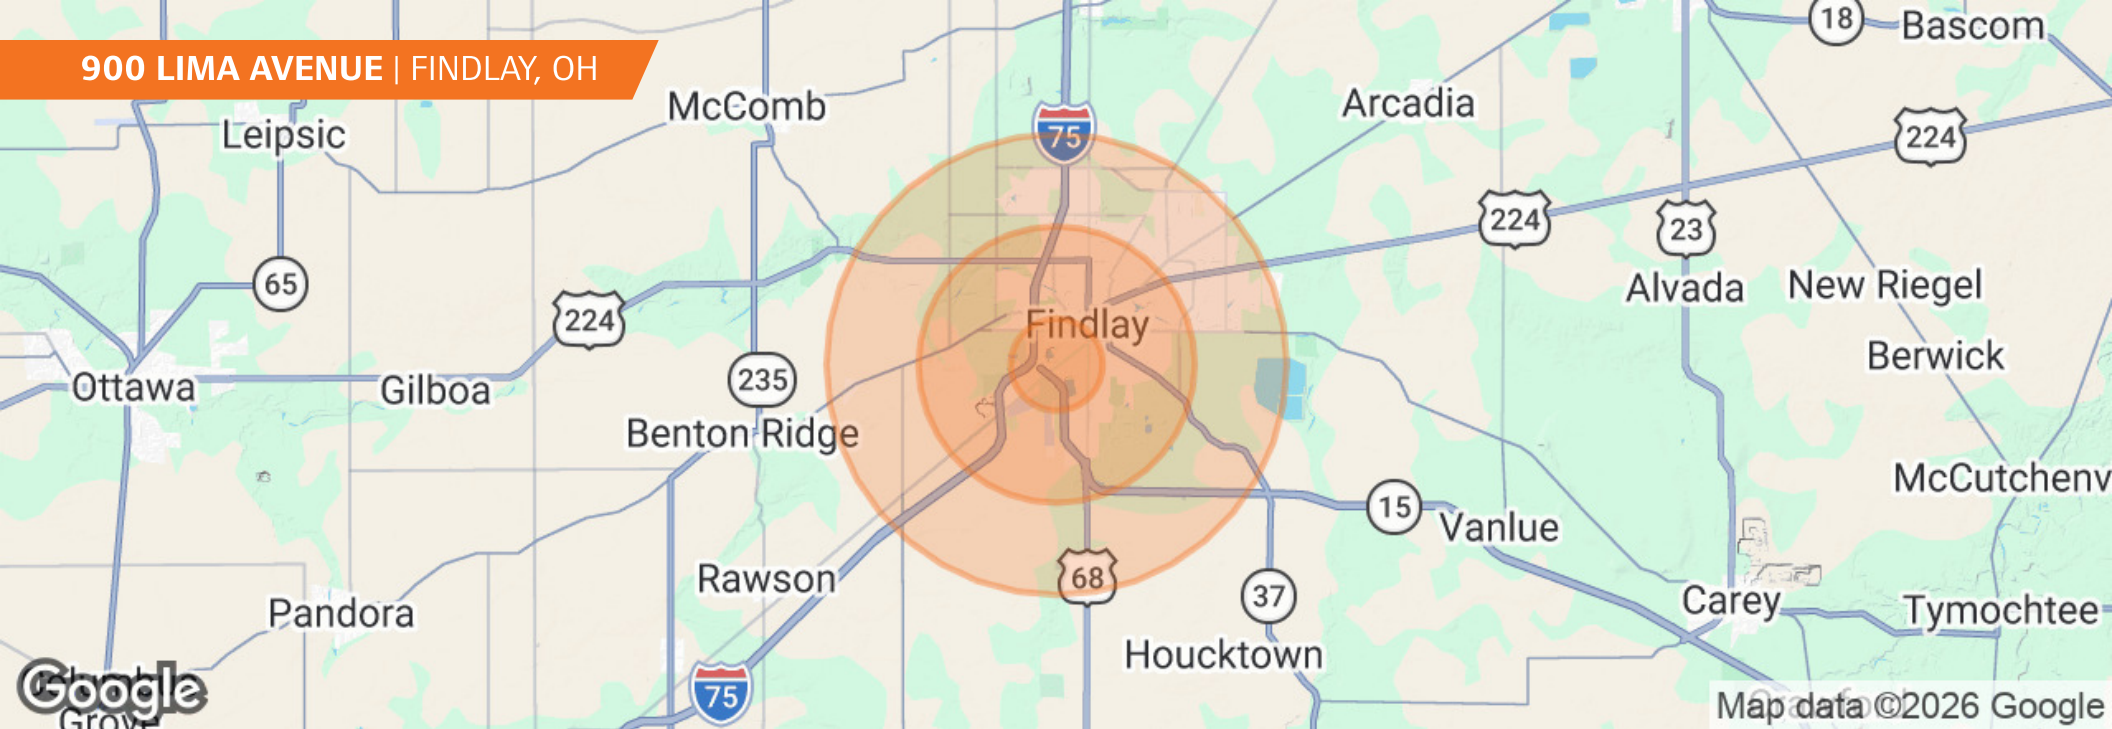 18
Bascom
900 LIMA AVENUE | FINDLAY, OH
McComb
Arcadia
75
Leipsic
224
224
23
65
Alvada
New Riegel
224
Findlay
Berwick
235
Ottawa
Gilboa
Benton Ridge
McCutchenv
15
Vanlue
Rawson
68
37
Carey
Pandora
Tymochtee
Houcktown
75
Google
Grove
Map data ©2026 Google